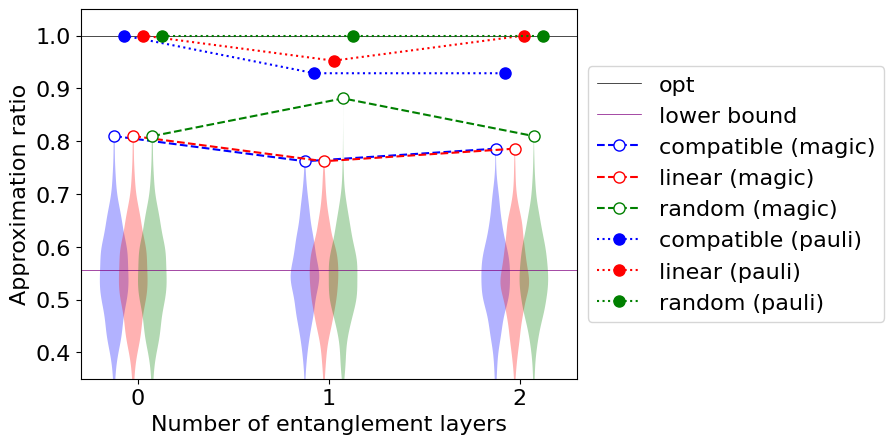 1.0
0.9
0.8
0.7
0.6
0.5
0.4
Approximation ratio
0 1 2
Number of entanglement layers
opt
lower bound
compatible (magic)
linear (magic)
random (magic)
compatible (pauli)
linear (pauli)
random (pauli)